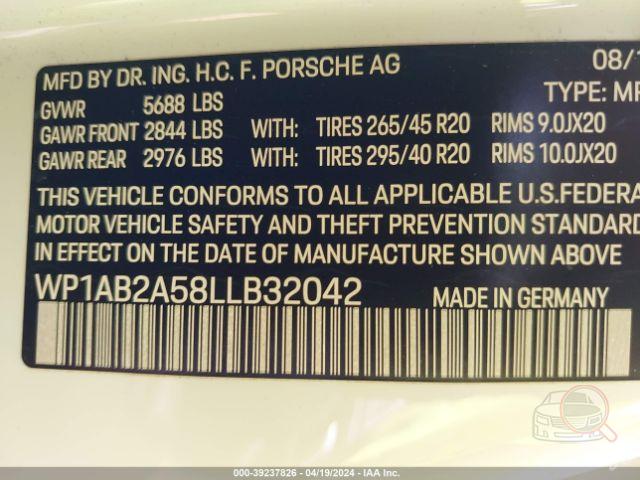 MFD BY DR. ING. H.C. F. PORSCHE AG 08/1
GVWR 5688 LBS TYPE: MP
GAWR FRONT 2844 LBS WITH: TIRES 265/45 R20 RIMS 9.0JX20
GAWR REAR 2976 LBS WITH: TIRES 295/40 R20 RIMS 10.0JX20
THIS VEHICLE CONFORMS TO ALL APPLICABLE U.S.FEDERA
MOTOR VEHICLE SAFETY AND THEFT PREVENTION STANDARD
IN EFFECT ON THE DATE OF MANUFACTURE SHOWN ABOVE
WP1AB2A58LLB32042 MADE IN GERMANY
000-39237826 | 04/19/2024 | IAA Inc.